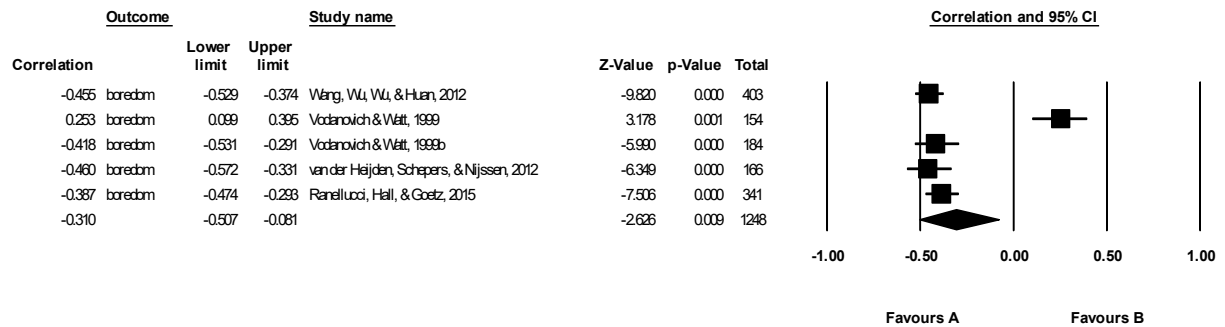 Outcome Study name Correlation and 95% CI
Lower Upper
Correlation limit limit Z-Value p-Value Total
-0.455 boredom -0.529 -0.374 Wang, Wu, Wu, & Huan, 2012 -9.820 0.000 403
0.253 boredom 0.099 0.395 Vodanovich & Watt, 1999 3.178 0.001 154
-0.418 boredom -0.531 -0.291 Vodanovich & Watt, 1999b -5.990 0.000 184
-0.460 boredom -0.572 -0.331 van der Heijden, Schepers, & Nijssen, 2012 -6.349 0.000 166
-0.387 boredom -0.474 -0.293 Ranellucci, Hall, & Goetz, 2015 -7.506 0.000 341
-0.310 -0.507 -0.081 -2.626 0.009 1248
-1.00 -0.50 0.00 0.50 1.00
Favours A Favours B